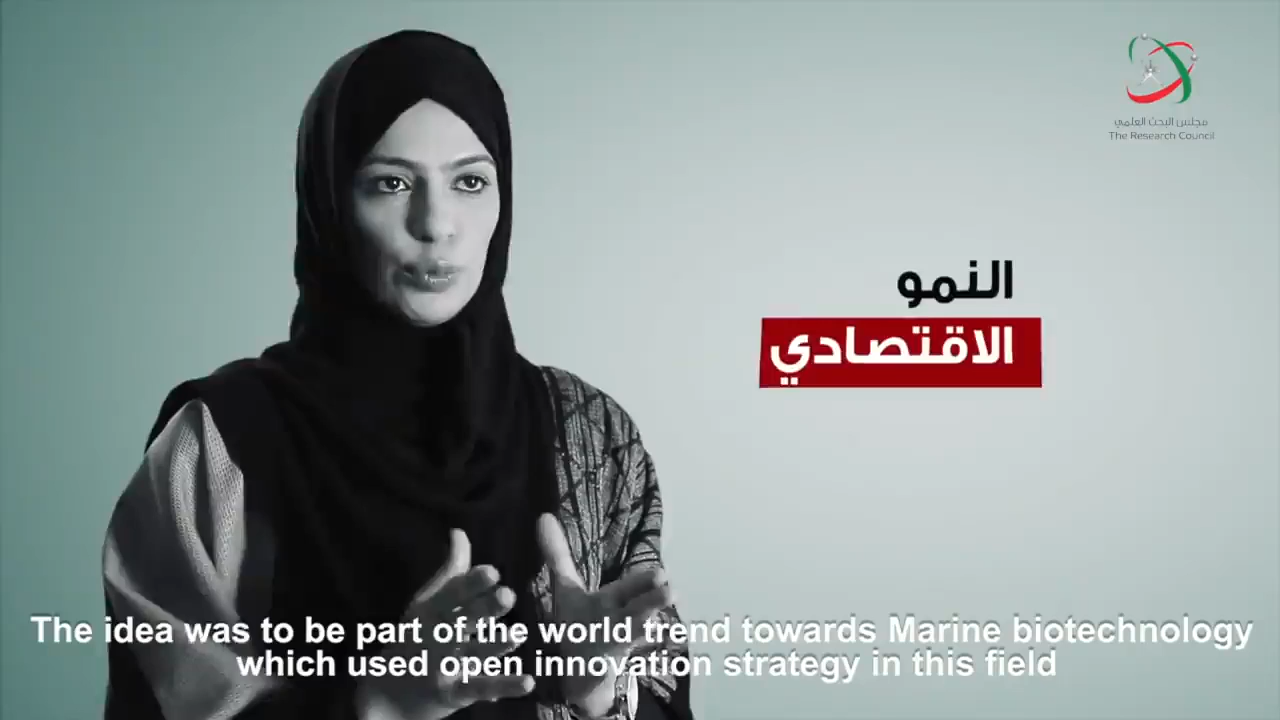 مجلس البحث العلمي
The Research Council
النمو
الاقتصادي
The idea was to be part of the world trend towards Marine biotechnology
which used open innovation strategy in this field